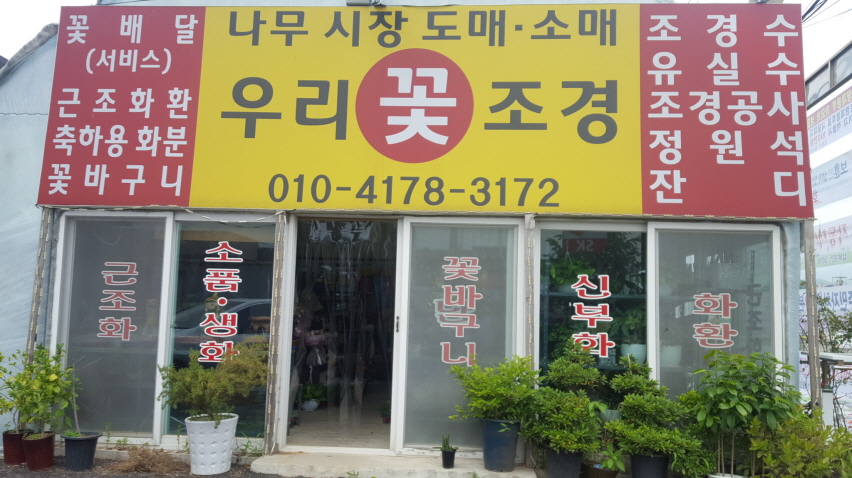 꽃 배 달
(서비스)
근조화환
축하용 화분
꽃바구니
나무 시장 도매·소매
우리 꽃 조경
010-4178-3172
조 경 수
유 실 수
조경공사
정 원 석
잔 디
근조화
소품·생화
꽃바구니
신부화
화환
SK